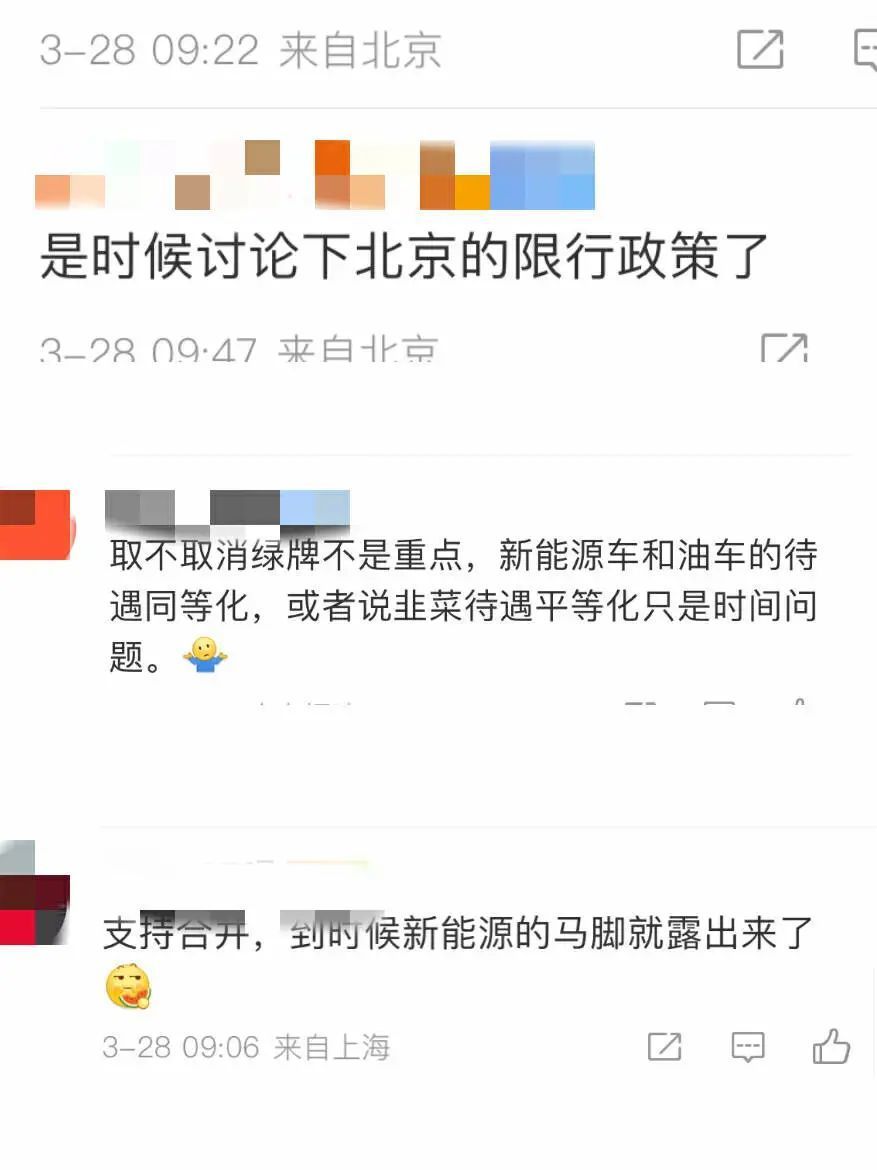 3-28 09:22 来自北京
是时候讨论下北京的限行政策了
3-28 09:47 来自北京
取不取消绿牌不是重点，新能源车和油车的待
遇同等化，或者说韭菜待遇平等化只是时间问
题。
支持合并，到时候新能源的马脚就露出来了
3-28 09:06 来自上海